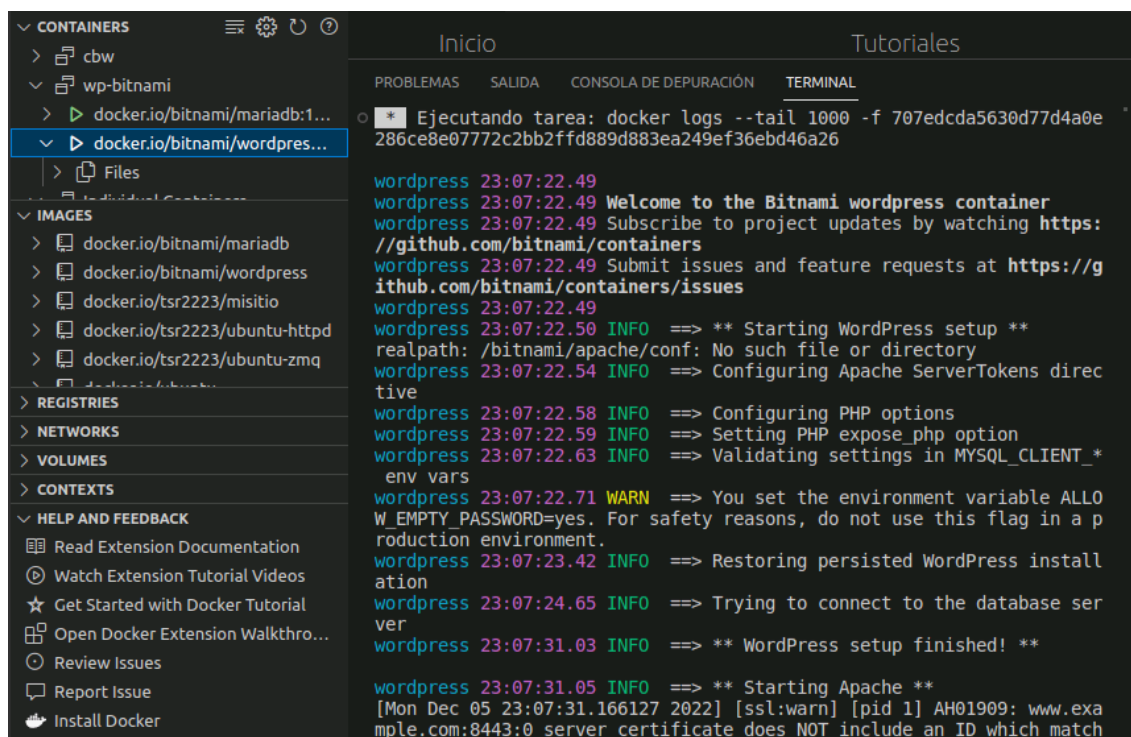 CONTAINERS
cbw
wp-bitnami
docker.io/bitnami/mariadb:1...
docker.io/bitnami/wordpres...
Files
Individual Containers
IMAGES
docker.io/bitnami/mariadb
docker.io/bitnami/wordpress
docker.io/tsr2223/misitio
docker.io/tsr2223/ubuntu-httpd
docker.io/tsr2223/ubuntu-zmq
docker.io/ubuntu
REGISTRIES
NETWORKS
VOLUMES
CONTEXTS
HELP AND FEEDBACK
Read Extension Documentation
Watch Extension Tutorial Videos
Get Started with Docker Tutorial
Open Docker Extension Walkthro...
Review Issues
Report Issue
Install Docker
Inicio Tutoriales
PROBLEMAS SALIDA CONSOLA DE DEPURACIÓN TERMINAL
* Ejecutando tarea: docker logs --tail 1000 -f 707edcda5630d77d4a0e
286ce8e07772c2bb2ffd889d883ea249ef36ebd46a26
wordpress 23:07:22.49
wordpress 23:07:22.49 Welcome to the Bitnami wordpress container
wordpress 23:07:22.49 Subscribe to project updates by watching https:
//github.com/bitnami/containers
wordpress 23:07:22.49 Submit issues and feature requests at https://g
ithub.com/bitnami/containers/issues
wordpress 23:07:22.49
wordpress 23:07:22.50 INFO ==> ** Starting WordPress setup **
realpath: /bitnami/apache/conf: No such file or directory
wordpress 23:07:22.54 INFO ==> Configuring Apache ServerTokens direc
tive
wordpress 23:07:22.58 INFO ==> Configuring PHP options
wordpress 23:07:22.59 INFO ==> Setting PHP expose_php option
wordpress 23:07:22.63 INFO ==> Validating settings in MYSQL_CLIENT_*
env vars
wordpress 23:07:22.71 WARN ==> You set the environment variable ALLO
W_EMPTY_PASSWORD=yes. For safety reasons, do not use this flag in a p
roduction environment.
wordpress 23:07:23.42 INFO ==> Restoring persisted WordPress install
ation
wordpress 23:07:24.65 INFO ==> Trying to connect to the database ser
ver
wordpress 23:07:31.03 INFO ==> ** WordPress setup finished! **
wordpress 23:07:31.05 INFO ==> ** Starting Apache **
[Mon Dec 05 23:07:31.166127 2022] [ssl:warn] [pid 1] AH01909: www.exa
mple.com:8443:0 server certificate does NOT include an ID which match